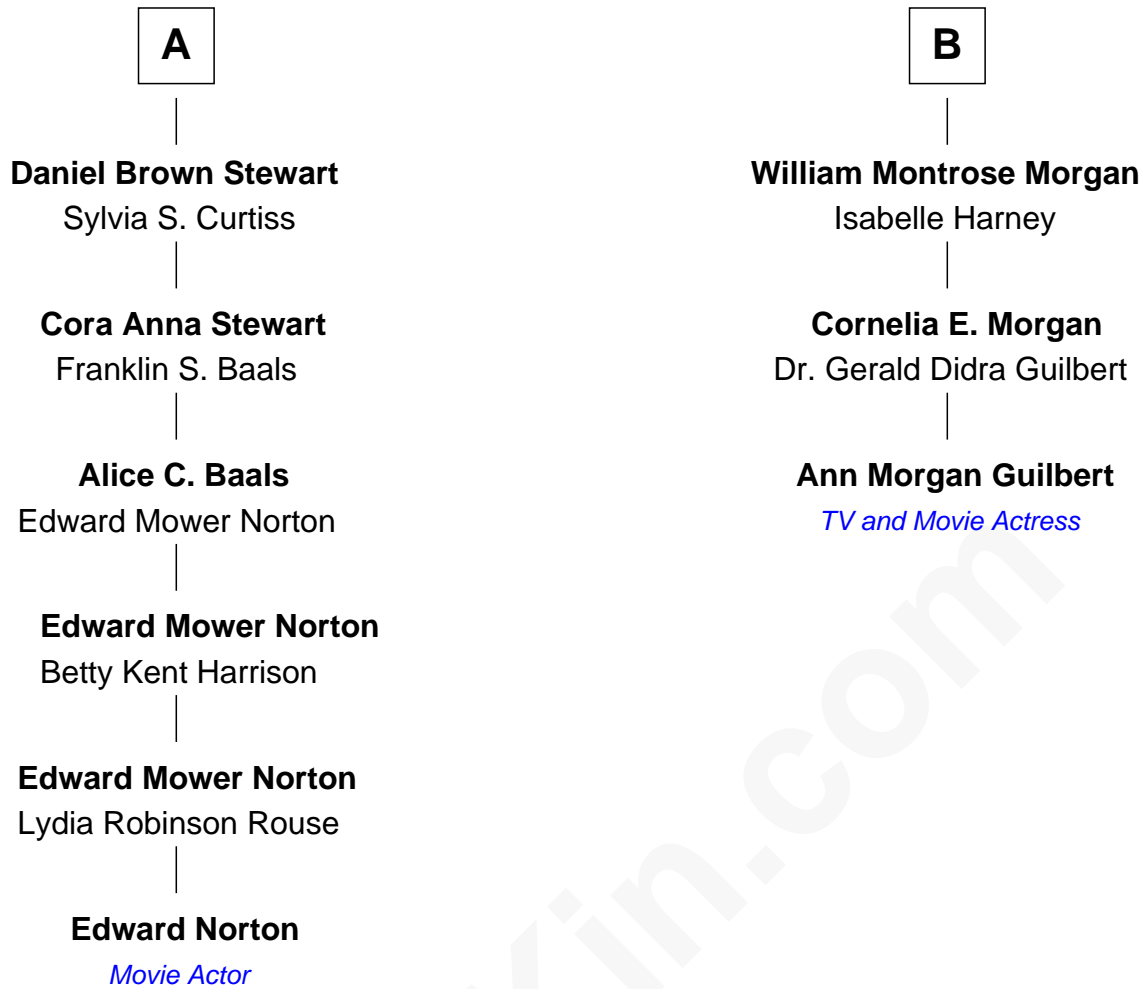 A
Daniel Brown Stewart
Sylvia S. Curtiss
Cora Anna Stewart
Franklin S. Baals
Alice C. Baals
Edward Mower Norton
Edward Mower Norton
Betty Kent Harrison
Edward Mower Norton
Lydia Robinson Rouse
Edward Norton
Movie Actor
B
William Montrose Morgan
Isabelle Harney
Cornelia E. Morgan
Dr. Gerald Didra Guilbert
Ann Morgan Guilbert
TV and Movie Actress
in.com